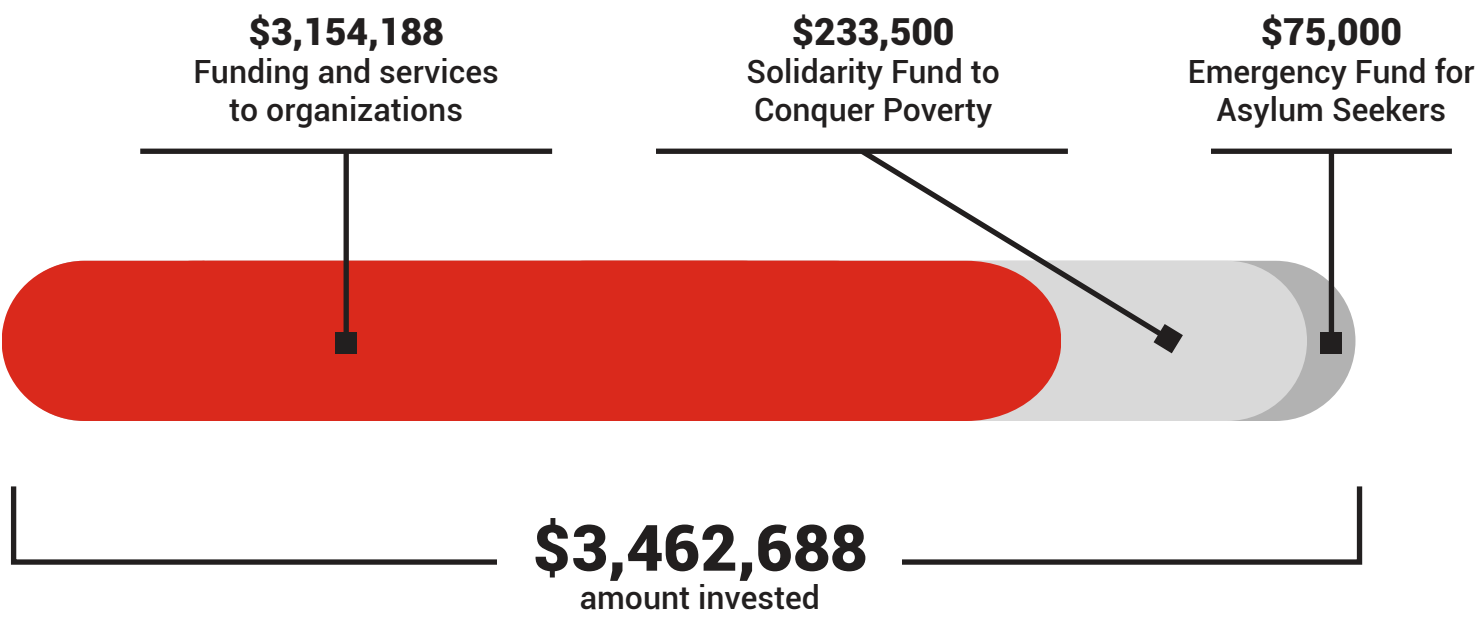 $3,154,188
Funding and services
to organizations
$233,500
Solidarity Fund to
Conquer Poverty
$75,000
Emergency Fund for
Asylum Seekers
$3,462,688
amount invested